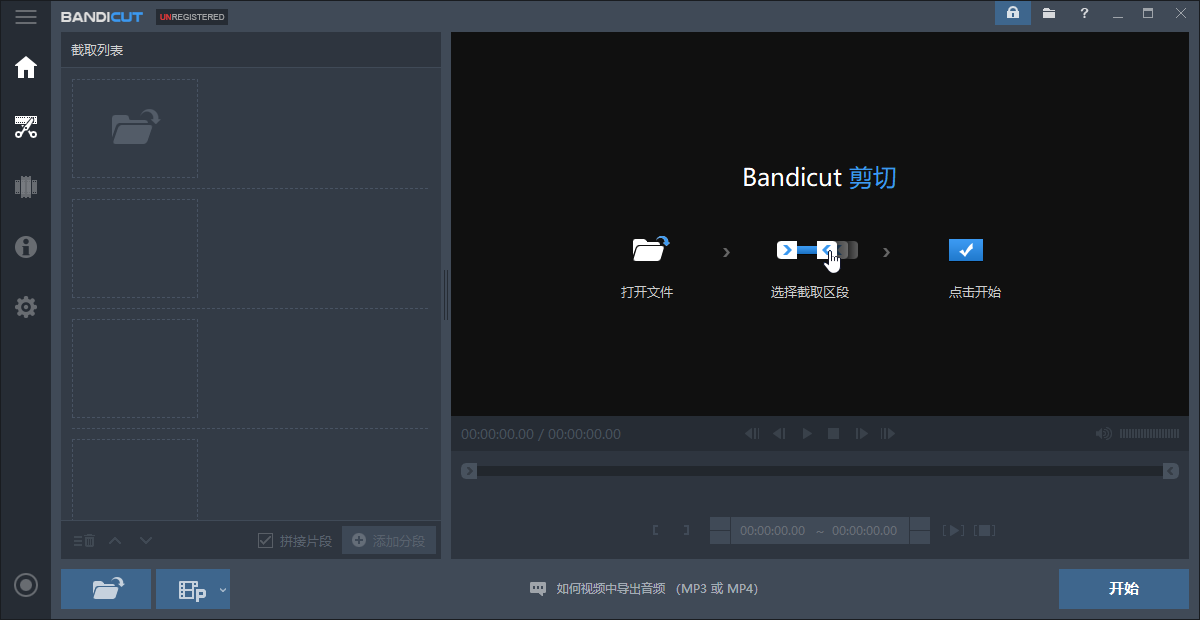 BANDICUT UNREGISTERED
?
截取列表
Bandicut 剪切
打开文件 选择截取区段 点击开始
00:00:00.00 / 00:00:00.00
00:00:00.00 ~ 00:00:00.00
拼接片段 添加分段
P 如何视频中导出音频 （MP3 或 MP4） 开始